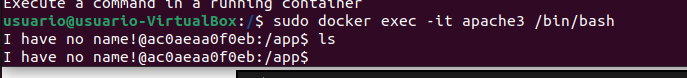 Execute a command in a running container
usuario@usuario-VirtualBox:/$ sudo docker exec -it apache3 /bin/bash
I have no name!@ac0aeaa0f0eb:/app$ ls
I have no name!@ac0aeaa0f0eb:/app$